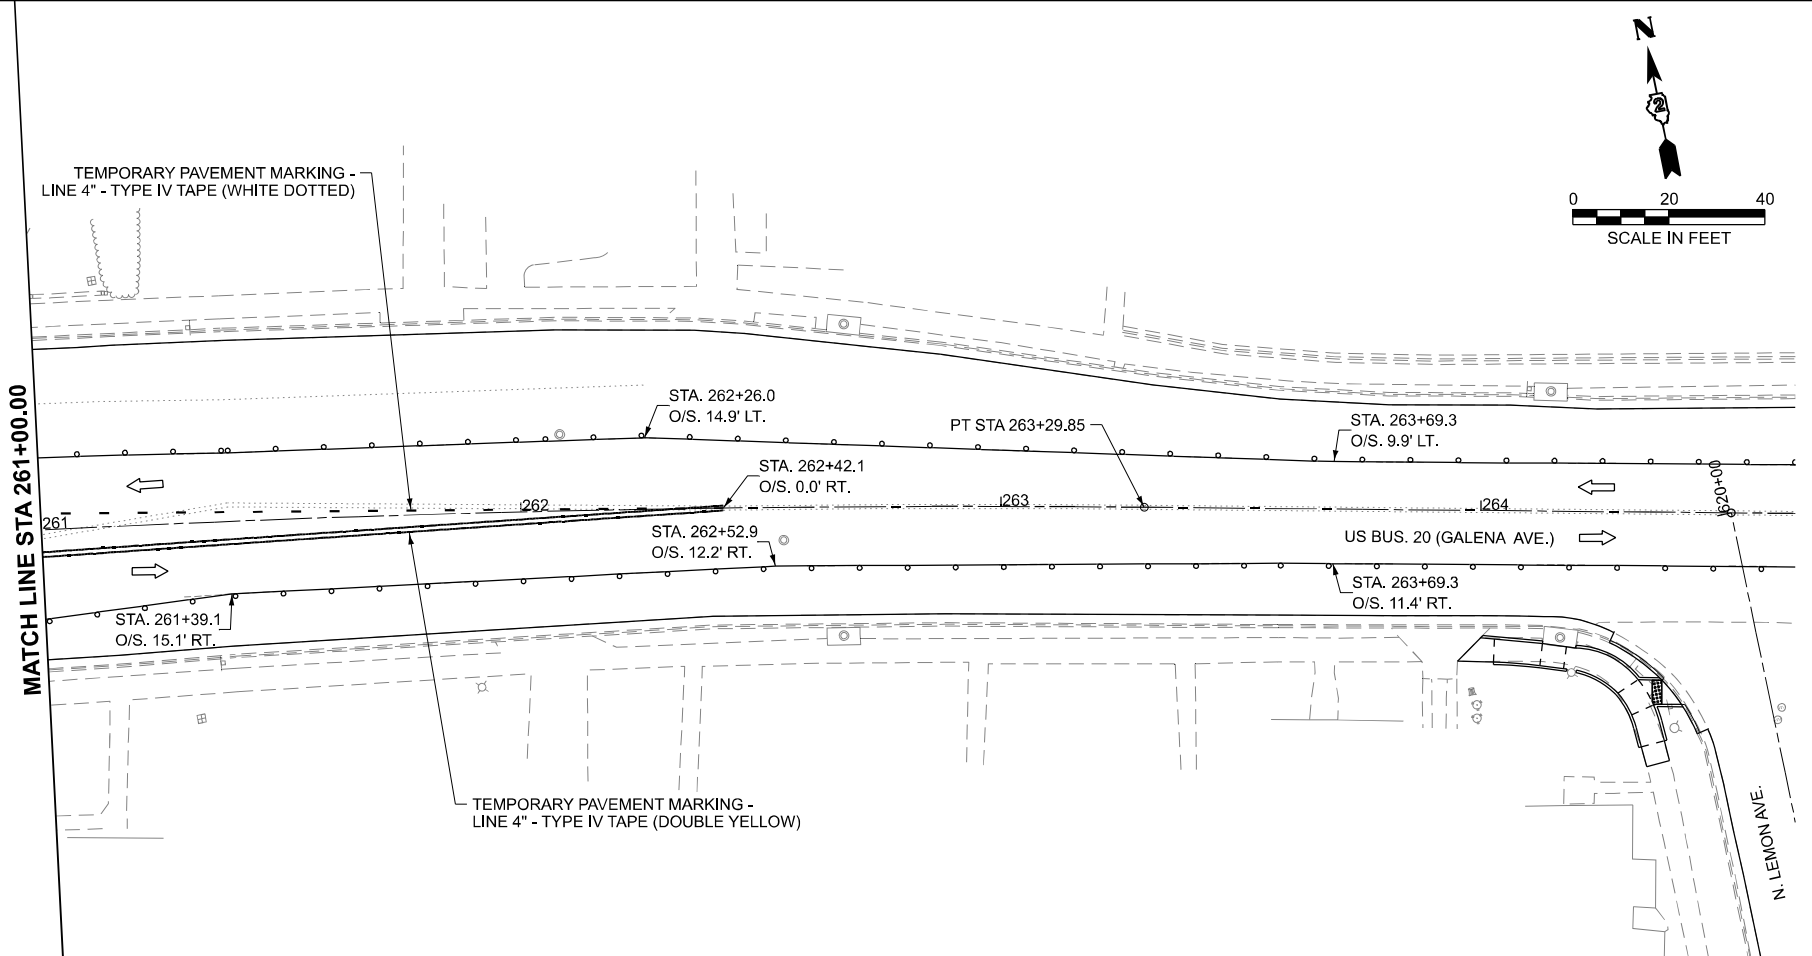 N
2
0 20 40
SCALE IN FEET
TEMPORARY PAVEMENT MARKING -
LINE 4" - TYPE IV TAPE (WHITE DOTTED)
STA. 262+26.0
O/S. 14.9' LT.
PT STA 263+29.85
STA. 263+69.3
O/S. 9.9' LT.
STA. 262+42.1
O/S. 0.0' RT.
MATCH LINE STA 261+00.00
261
262
263
264
620+00
STA. 262+52.9
O/S. 12.2' RT.
US BUS. 20 (GALENA AVE.)
STA. 263+69.3
O/S. 11.4' RT.
STA. 261+39.1
O/S. 15.1' RT.
TEMPORARY PAVEMENT MARKING -
LINE 4" - TYPE IV TAPE (DOUBLE YELLOW)
N. LEMON AVE.